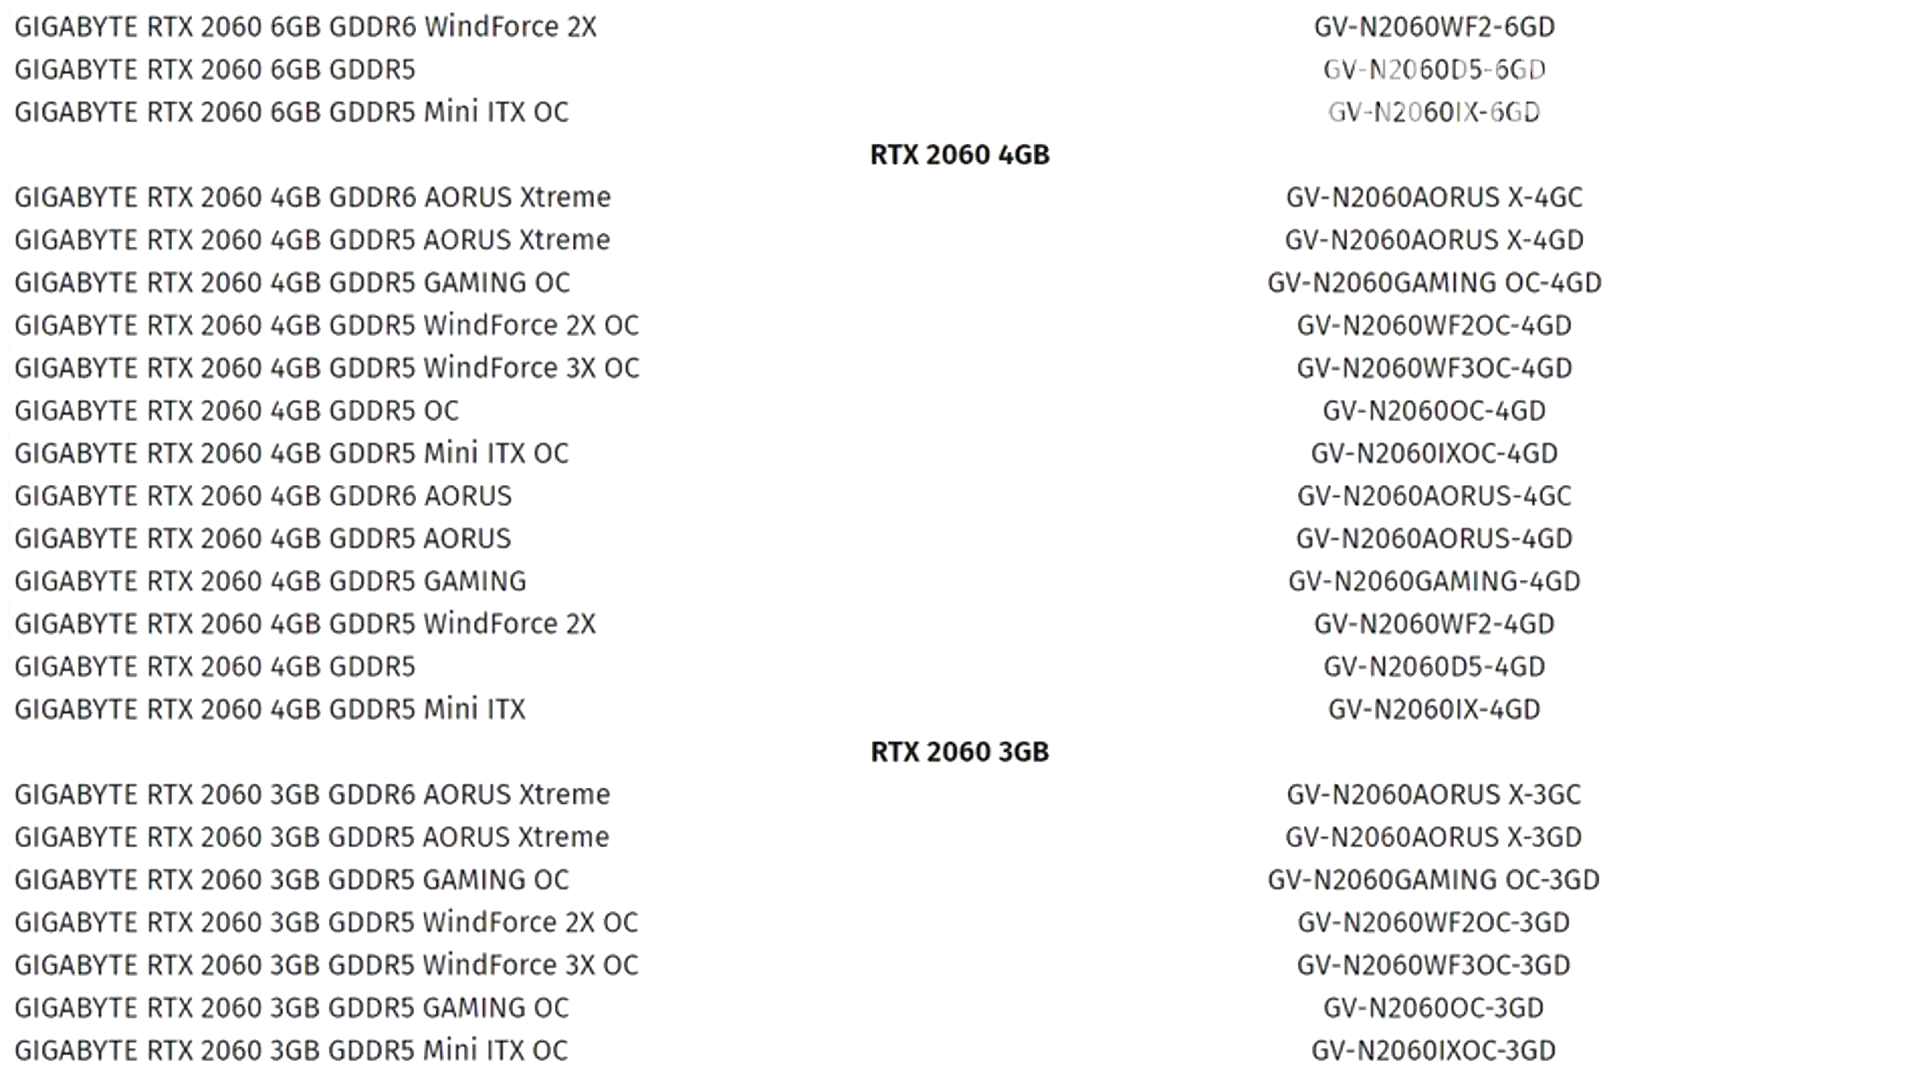 GIGABYTE RTX 2060 6GB GDDR6 WindForce 2X GV-N2060WF2-6GD
GIGABYTE RTX 2060 6GB GDDR5 GV-N2060D5-6GD
GIGABYTE RTX 2060 6GB GDDR5 Mini ITX OC GV-N2060IX-6GD
RTX 2060 4GB
GIGABYTE RTX 2060 4GB GDDR6 AORUS Xtreme GV-N2060AORUS X-4GC
GIGABYTE RTX 2060 4GB GDDR5 AORUS Xtreme GV-N2060AORUS X-4GD
GIGABYTE RTX 2060 4GB GDDR5 GAMING OC GV-N2060GAMING OC-4GD
GIGABYTE RTX 2060 4GB GDDR5 WindForce 2X OC GV-N2060WF2OC-4GD
GIGABYTE RTX 2060 4GB GDDR5 WindForce 3X OC GV-N2060WF3OC-4GD
GIGABYTE RTX 2060 4GB GDDR5 OC GV-N2060OC-4GD
GIGABYTE RTX 2060 4GB GDDR5 Mini ITX OC GV-N2060IXOC-4GD
GIGABYTE RTX 2060 4GB GDDR6 AORUS GV-N2060AORUS-4GC
GIGABYTE RTX 2060 4GB GDDR5 AORUS GV-N2060AORUS-4GD
GIGABYTE RTX 2060 4GB GDDR5 GAMING GV-N2060GAMING-4GD
GIGABYTE RTX 2060 4GB GDDR5 WindForce 2X GV-N2060WF2-4GD
GIGABYTE RTX 2060 4GB GDDR5 GV-N2060D5-4GD
GIGABYTE RTX 2060 4GB GDDR5 Mini ITX GV-N2060IX-4GD
RTX 2060 3GB
GIGABYTE RTX 2060 3GB GDDR6 AORUS Xtreme GV-N2060AORUS X-3GC
GIGABYTE RTX 2060 3GB GDDR5 AORUS Xtreme GV-N2060AORUS X-3GD
GIGABYTE RTX 2060 3GB GDDR5 GAMING OC GV-N2060GAMING OC-3GD
GIGABYTE RTX 2060 3GB GDDR5 WindForce 2X OC GV-N2060WF2OC-3GD
GIGABYTE RTX 2060 3GB GDDR5 WindForce 3X OC GV-N2060WF3OC-3GD
GIGABYTE RTX 2060 3GB GDDR5 GAMING OC GV-N2060OC-3GD
GIGABYTE RTX 2060 3GB GDDR5 Mini ITX OC GV-N2060IXOC-3GD